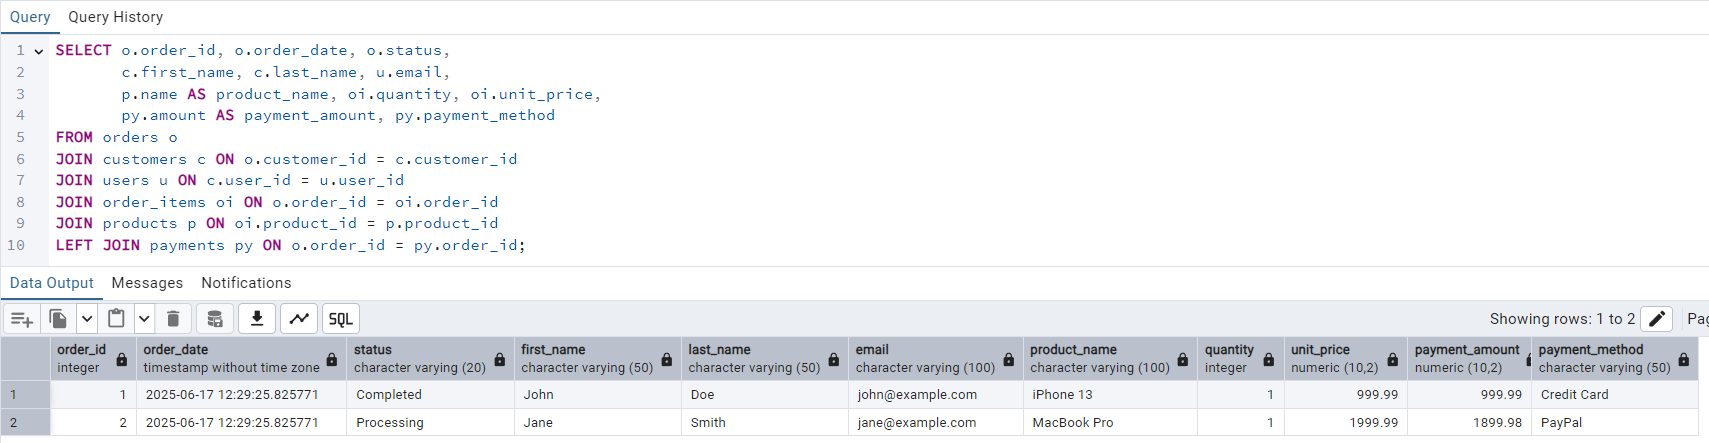 Query Query History
1 SELECT o.order_id, o.order_date, o.status,
2 c.first_name, c.last_name, u.email,
3 p.name AS product_name, oi.quantity, oi.unit_price,
4 py.amount AS payment_amount, py.payment_method
5 FROM orders o
6 JOIN customers c ON o.customer_id = c.customer_id
7 JOIN users u ON c.user_id = u.user_id
8 JOIN order_items oi ON o.order_id = oi.order_id
9 JOIN products p ON oi.product_id = p.product_id
10 LEFT JOIN payments py ON o.order_id = py.order_id;
Data Output Messages Notifications
SQL Showing rows: 1 to 2 Pag
order_id order_date status first_name last_name email product_name quantity unit_price payment_amount payment_method
integer timestamp without time zone character varying (20) character varying (50) character varying (50) character varying (100) character varying (100) integer numeric (10,2) numeric (10,2) character varying (50)
1 1 2025-06-17 12:29:25.825771 Completed John Doe john@example.com iPhone 13 1 999.99 999.99 Credit Card
2 2 2025-06-17 12:29:25.825771 Processing Jane Smith jane@example.com MacBook Pro 1 1999.99 1899.98 PayPal